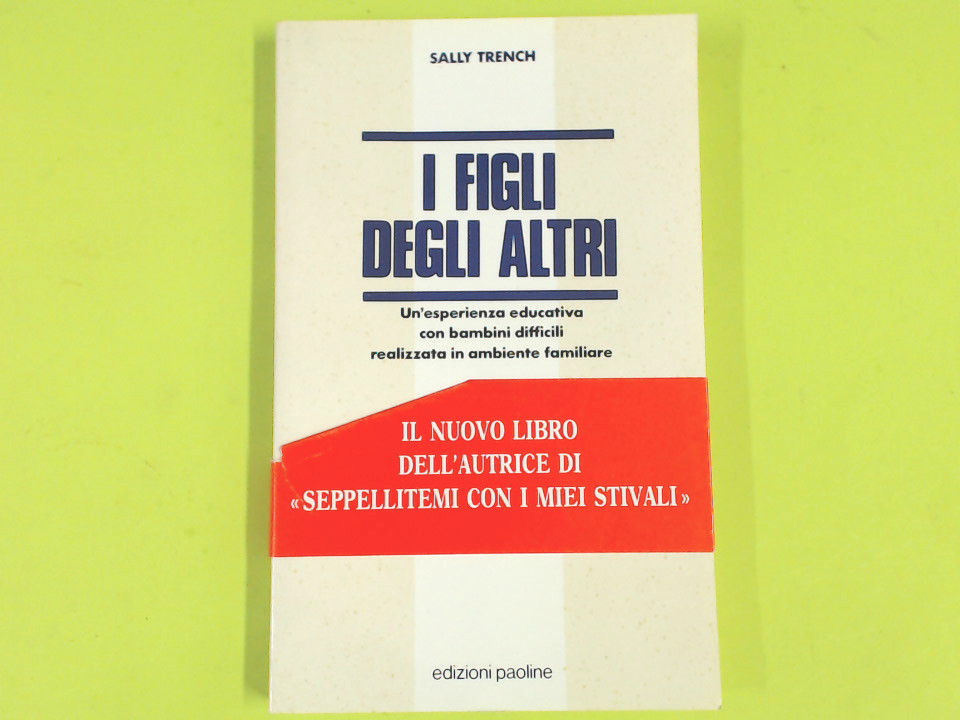 SALLY TRENCH
I FIGLI
DEGLI ALTRI
Un'esperienza educativa
con bambini difficili
realizzata in ambiente familiare
IL NUOVO LIBRO
DELL'AUTRICE DI
«SEPPELLITEMI CON I MIEI STIVALI»
edizioni paoline